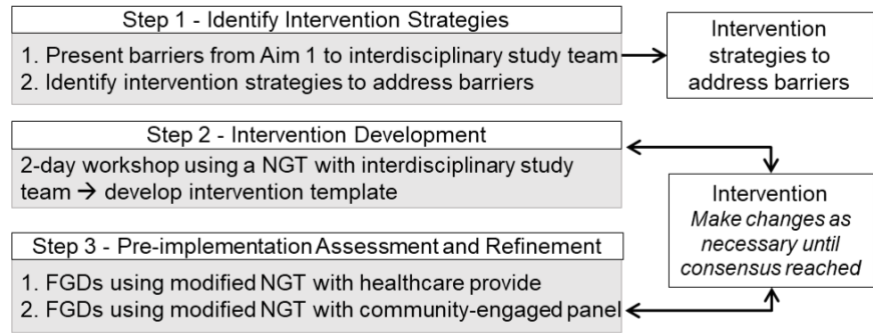 Step 1 - Identify Intervention Strategies
1. Present barriers from Aim 1 to interdisciplinary study team
2. Identify intervention strategies to address barriers
Intervention
strategies to
address barriers
Step 2 - Intervention Development
2-day workshop using a NGT with interdisciplinary study
team → develop intervention template
Intervention
Make changes as
necessary until
consensus reached
Step 3 - Pre-implementation Assessment and Refinement
1. FGDs using modified NGT with healthcare provide
2. FGDs using modified NGT with community-engaged panel